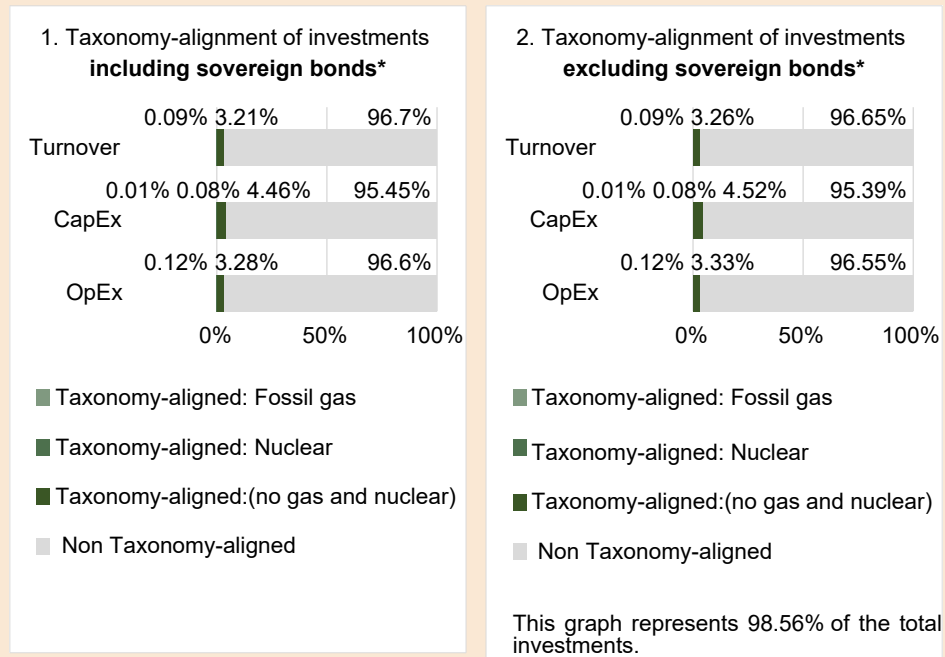 1. Taxonomy-alignment of investments
including sovereign bonds*
0.09% 3.21% 96.7%
Turnover
0.01% 0.08% 4.46% 95.45%
CapEx
0.12% 3.28% 96.6%
OpEx
0% 50% 100%
Taxonomy-aligned: Fossil gas
Taxonomy-aligned: Nuclear
Taxonomy-aligned:(no gas and nuclear)
Non Taxonomy-aligned
2. Taxonomy-alignment of investments
excluding sovereign bonds*
0.09% 3.26% 96.65%
Turnover
0.01% 0.08% 4.52% 95.39%
CapEx
0.12% 3.33% 96.55%
OpEx
0% 50% 100%
Taxonomy-aligned: Fossil gas
Taxonomy-aligned: Nuclear
Taxonomy-aligned:(no gas and nuclear)
Non Taxonomy-aligned
This graph represents 98.56% of the total
investments.